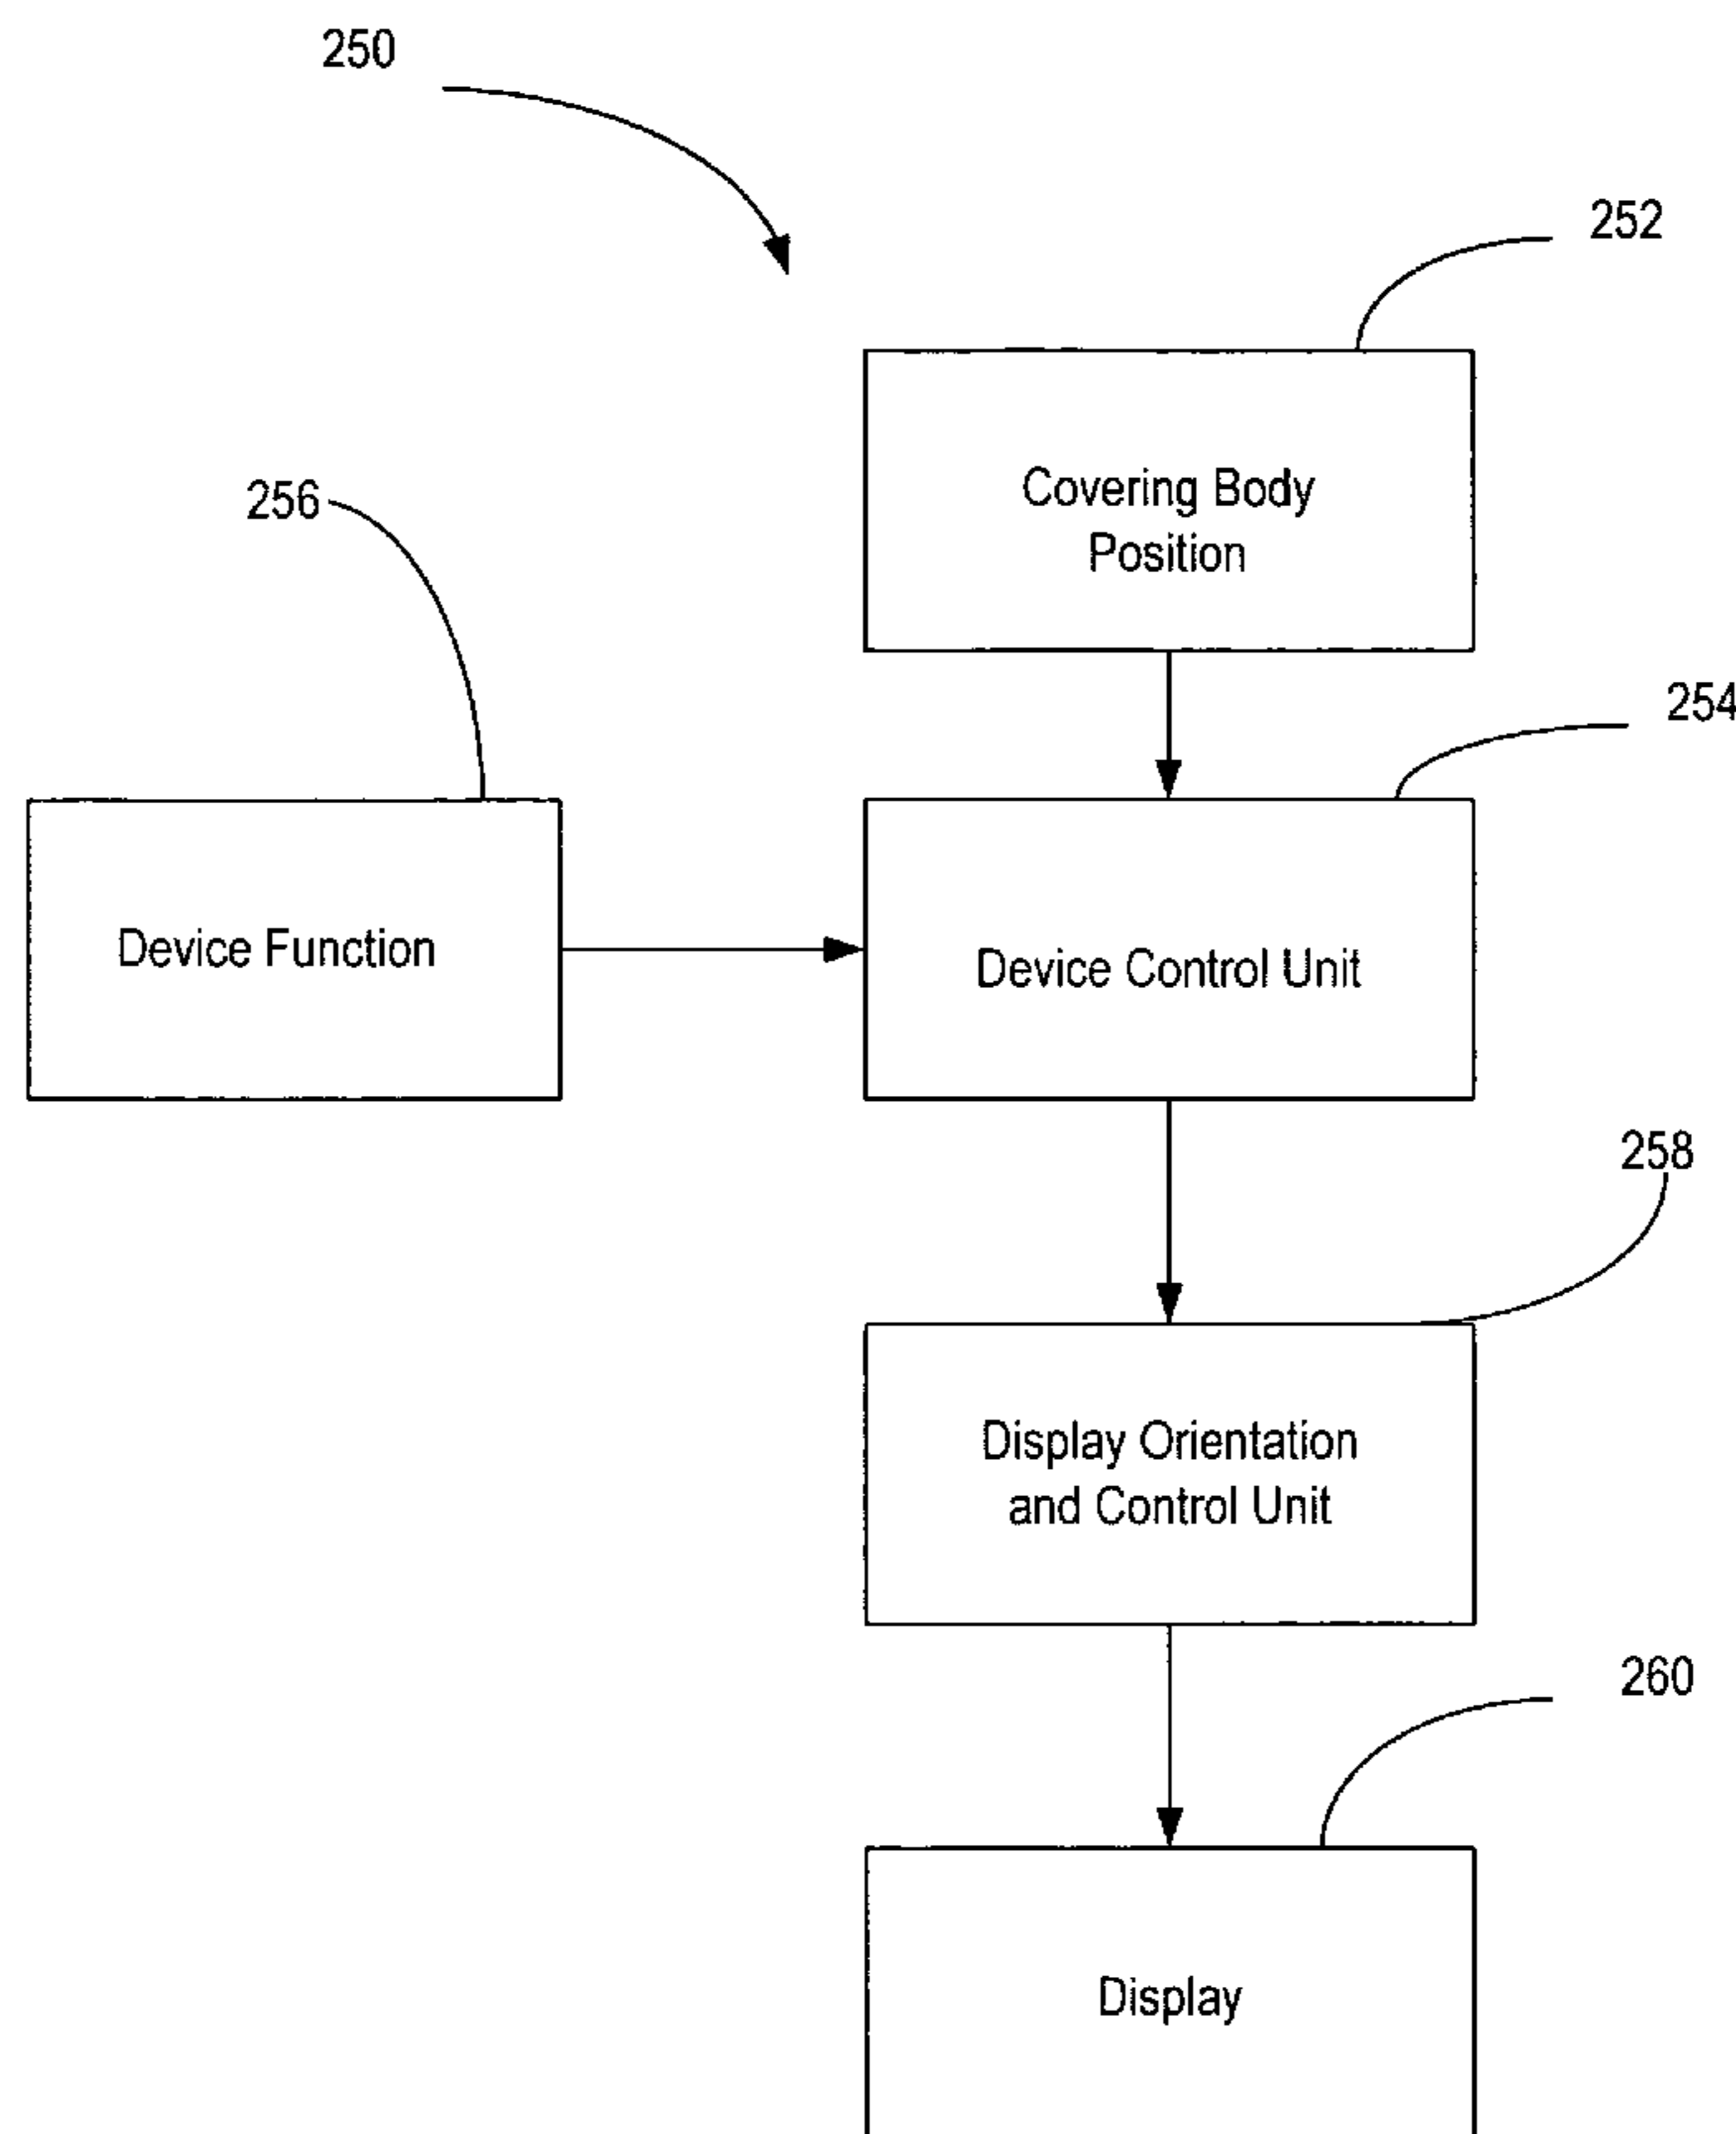 250
252
Covering Body
Position
256
254
Device Function
Device Control Unit
258
Display Orientation
and Control Unit
260
Display